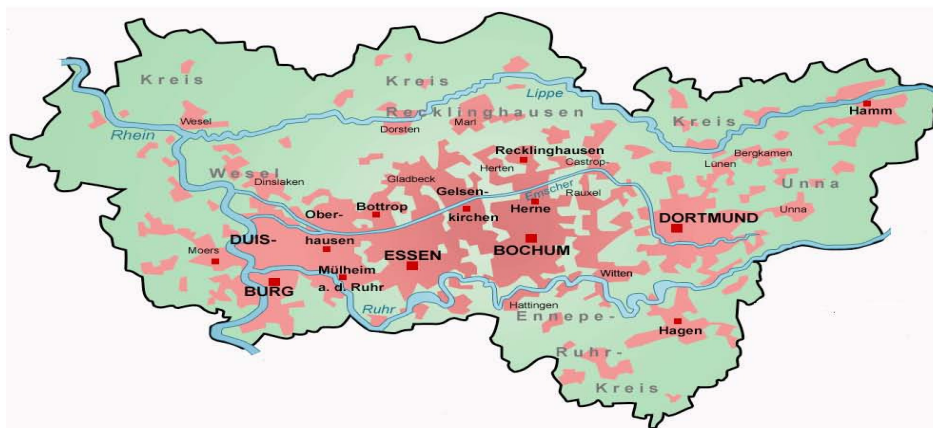 Kreis
Kreis
Lippe
Hamm
Recklinghausen
Rhein
Wesel
Dorsten
Marl
Kreis
Recklinghausen
Bergkamen
Castrop-
Lünen
Herten
Wesel
Gladbeck
Dinslaken
Gelsen-
Emscher
Rauxel
Unna
Bottrop
Herne
Unna
Ober-
kirchen
DORTMUND
DUIS-
hausen
BOCHUM
Moers
ESSEN
Mülheim
Witten
BURG
a. d. Ruhr
Hattingen
Ruhr
Ennepe-
Hagen
Ruhr-
Kreis